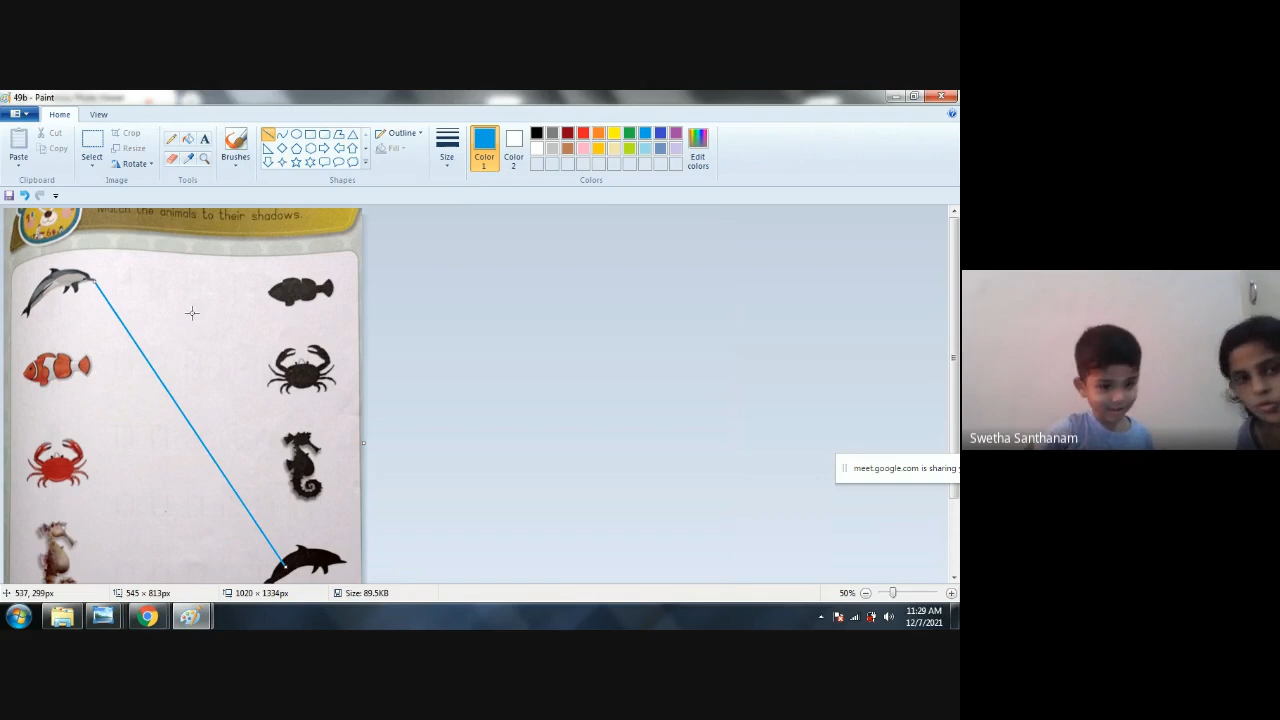 49b - Paint
Home
View
Paste
Cut
Copy
Clipboard
Select
Crop
Resize
Rotate
Image
A
Tools
Brushes
Outline
Fill
Shapes
Size
Color
1
Color
2
Edit
colors
Colors
Match the animals to their shadows.
meet.google.com is sharing
Swetha Santhanam
537, 299px
545 × 813px
1020 × 1334px
Size: 89.5KB
50%
11:29 AM
12/7/2021